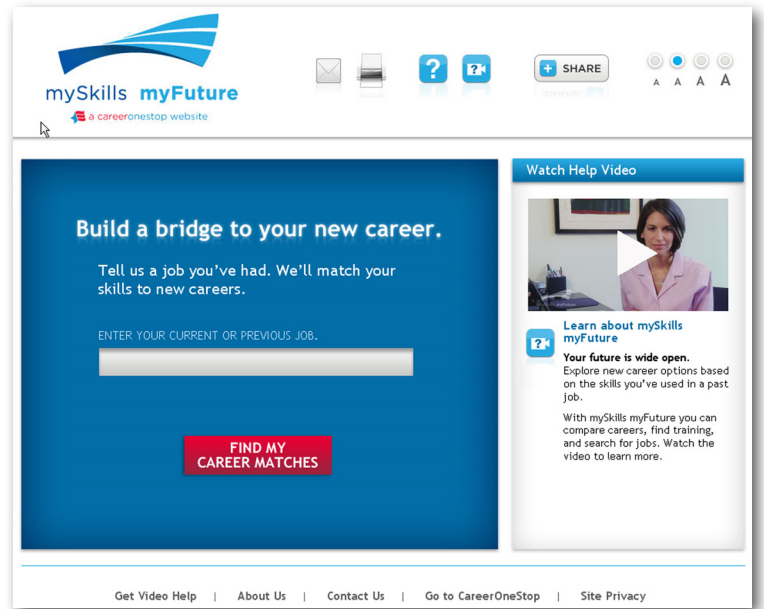 mySkills myFuture
a careeronestop website
SHARE
A A A A
Build a bridge to your new career.
Tell us a job you've had. We'll match your
skills to new careers.
ENTER YOUR CURRENT OR PREVIOUS JOB.
FIND MY
CAREER MATCHES
Watch Help Video
Learn about mySkills
myFuture
Your future is wide open.
Explore new career options based
on the skills you've used in a past
job.
With mySkills myFuture you can
compare careers, find training,
and search for jobs. Watch the
video to learn more.
Get Video Help | About Us | Contact Us | Go to CareerOneStop | Site Privacy